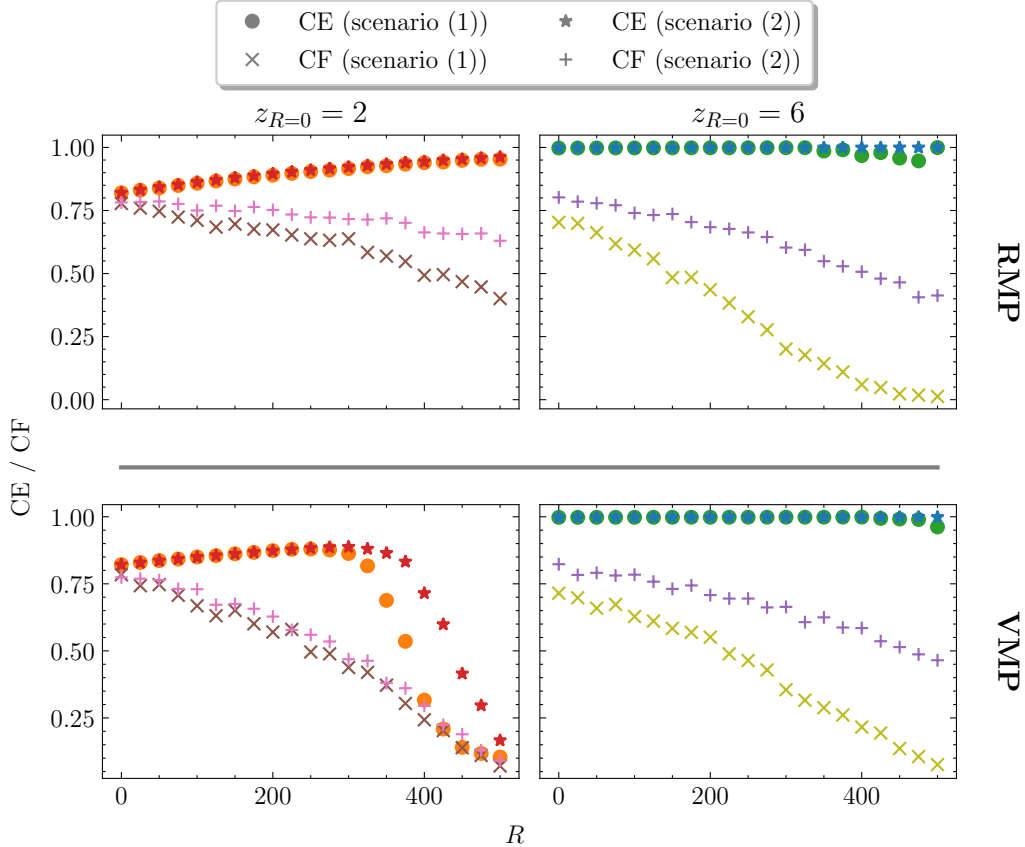 CE (scenario (1))
CE (scenario (2))
CF (scenario (1))
CF (scenario (2))
z_{R=0} = 2
z_{R=0} = 6
1.00
0.75
0.50
0.25
0.00
RMP
CE / CF
1.00
0.75
0.50
0.25
VMP
0
200
400
0
200
400
R